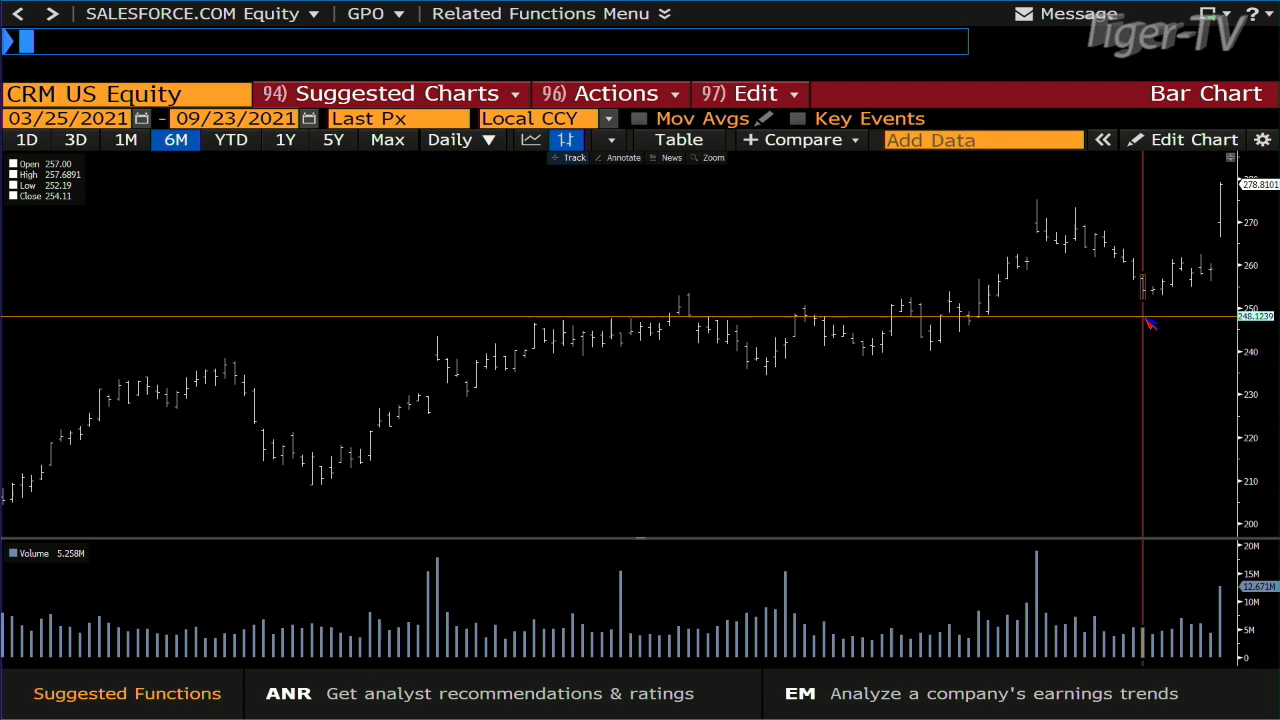 SALESFORCE.COM Equity GPO Related Functions Menu Message ?
Tiger-TV
CRM US Equity 94) Suggested Charts 96) Actions 97) Edit Bar Chart
03/25/2021 - 09/23/2021 Last Px Local CCY Mov Avgs Key Events
1D 3D 1M 6M YTD 1Y 5Y Max Daily Table + Compare Add Data Edit Chart
Track Annotate News Zoom
Open 257.00
High 257.6891
Low 252.19
Close 254.11
278.8101
270
260
250
248.1239
240
230
220
210
200
Volume 5.258M
20M
15M
12.671M
10M
5M
0
Suggested Functions ANR Get analyst recommendations & ratings EM Analyze a company's earnings trends